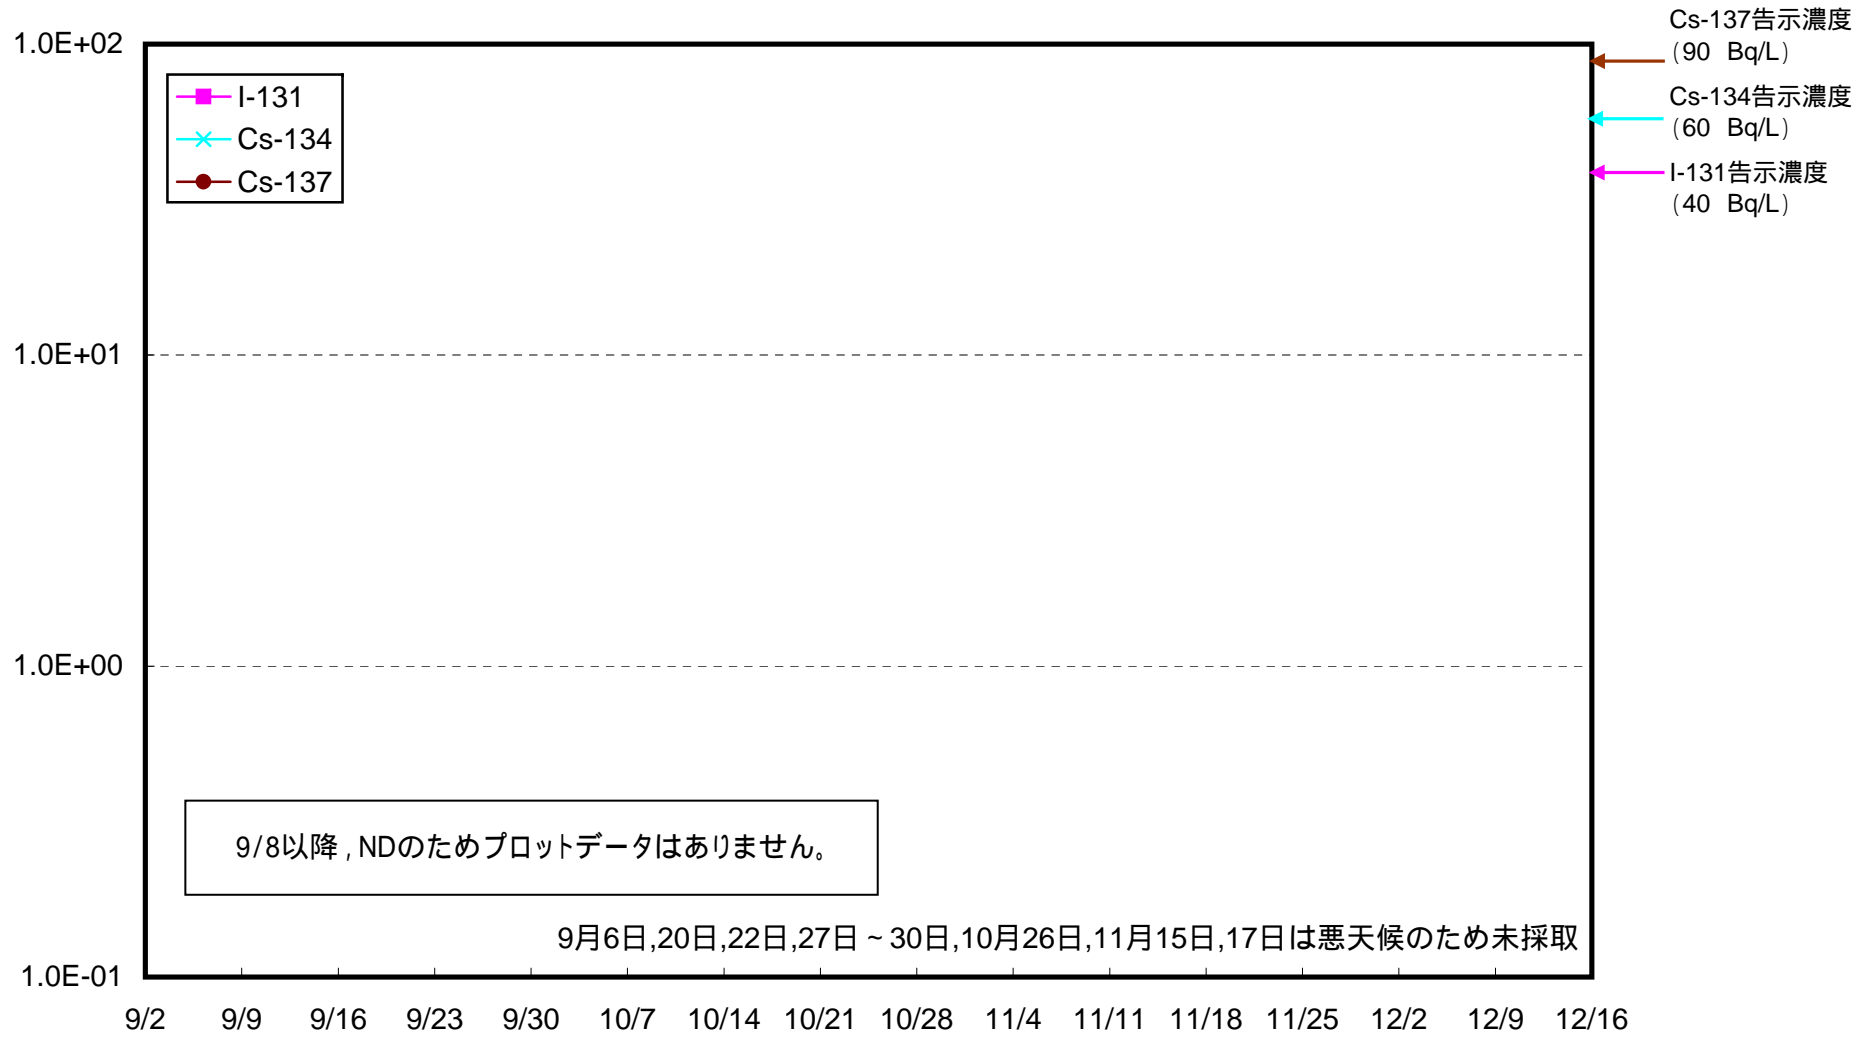 Cs-137告示濃度
(90 Bq/L)
Cs-134告示濃度
(60 Bq/L)
I-131告示濃度
(40 Bq/L)
1.0E+02
1.0E+01
1.0E+00
1.0E-01
I-131
Cs-134
Cs-137
9/8以降,NDのためプロットデータはありません。
9月6日,20日,22日,27日~30日,10月26日,11月15日,17日は悪天候のため未採取
9/2 9/9 9/16 9/23 9/30 10/7 10/14 10/21 10/28 11/4 11/11 11/18 11/25 12/2 12/9 12/16